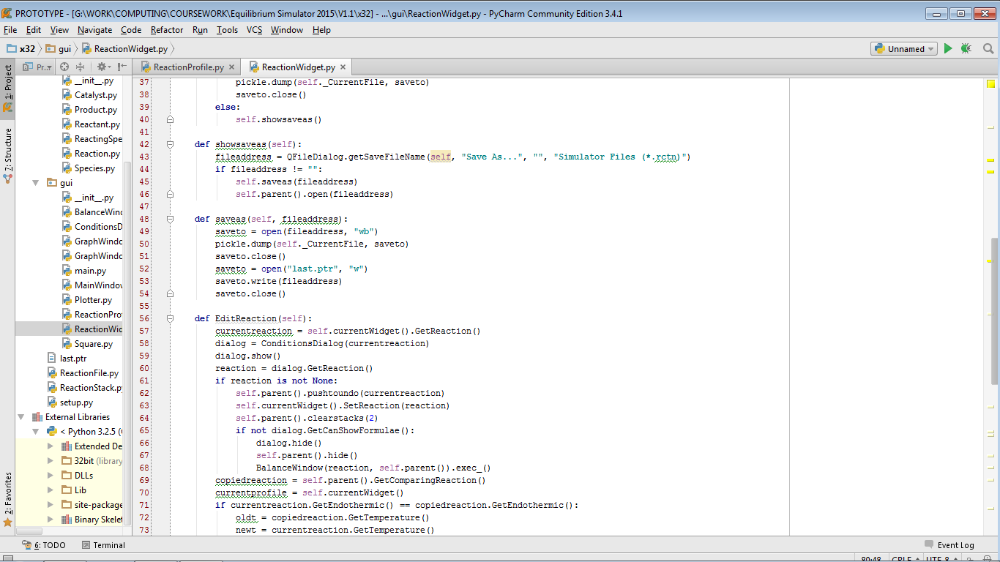 PROTOTYPE - [G:\WORK\COMPUTING\COURSEWORK\Equilibrium Simulator 2015\V1.1\x32] - ...\gui\ReactionWidget.py - PyCharm Community Edition 3.4.1
File Edit View Navigate Code Refactor Run Tools VCS Window Help
x32 gui ReactionWidget.py Unnamed
1: Project
7: Structure
2: Favorites
Pr..
__init__.py
Catalyst.py
Product.py
Reactant.py
ReactingSpe
Reaction.py
Species.py
gui
__init__.py
BalanceWind
ConditionsD
GraphWindo
GraphWindo
main.py
MainWindow
Plotter.py
ReactionPro
ReactionWid
Square.py
last.ptr
ReactionFile.py
ReactionStack.py
setup.py
External Libraries
< Python 3.2.5 (
Extended De
32bit (library
DLLs
Lib
site-package
Binary Skelet
ReactionProfile.py ReactionWidget.py
37 pickle.dump(self._CurrentFile, saveto)
38 saveto.close()
39 else:
40 self.showsaveas()
41
42 def showsaveas(self):
43 fileaddress = QFileDialog.getSaveFileName(self, "Save As...", "", "Simulator Files (*.rctn)")
44 if fileaddress != "":
45 self.saveas(fileaddress)
46 self.parent().open(fileaddress)
47
48 def saveas(self, fileaddress):
49 saveto = open(fileaddress, "wb")
50 pickle.dump(self._CurrentFile, saveto)
51 saveto.close()
52 saveto = open("last.ptr", "w")
53 saveto.write(fileaddress)
54 saveto.close()
55
56 def EditReaction(self):
57 currentreaction = self.currentWidget().GetReaction()
58 dialog = ConditionsDialog(currentreaction)
59 dialog.show()
60 reaction = dialog.GetReaction()
61 if reaction is not None:
62 self.parent().pushtoundo(currentreaction)
63 self.currentWidget().SetReaction(reaction)
64 self.parent().clearstacks(2)
65 if not dialog.GetCanShowFormulae():
66 dialog.hide()
67 self.parent().hide()
68 BalanceWindow(reaction, self.parent()).exec_()
69 copiedreaction = self.parent().GetComparingReaction()
70 currentprofile = self.currentWidget()
71 if currentreaction.GetEndothermic() == copiedreaction.GetEndothermic():
72 oldt = copiedreaction.GetTemperature()
73 newt = currentreaction.GetTemperature()
6: TODO Terminal Event Log
80:48 CRLF UTF-8